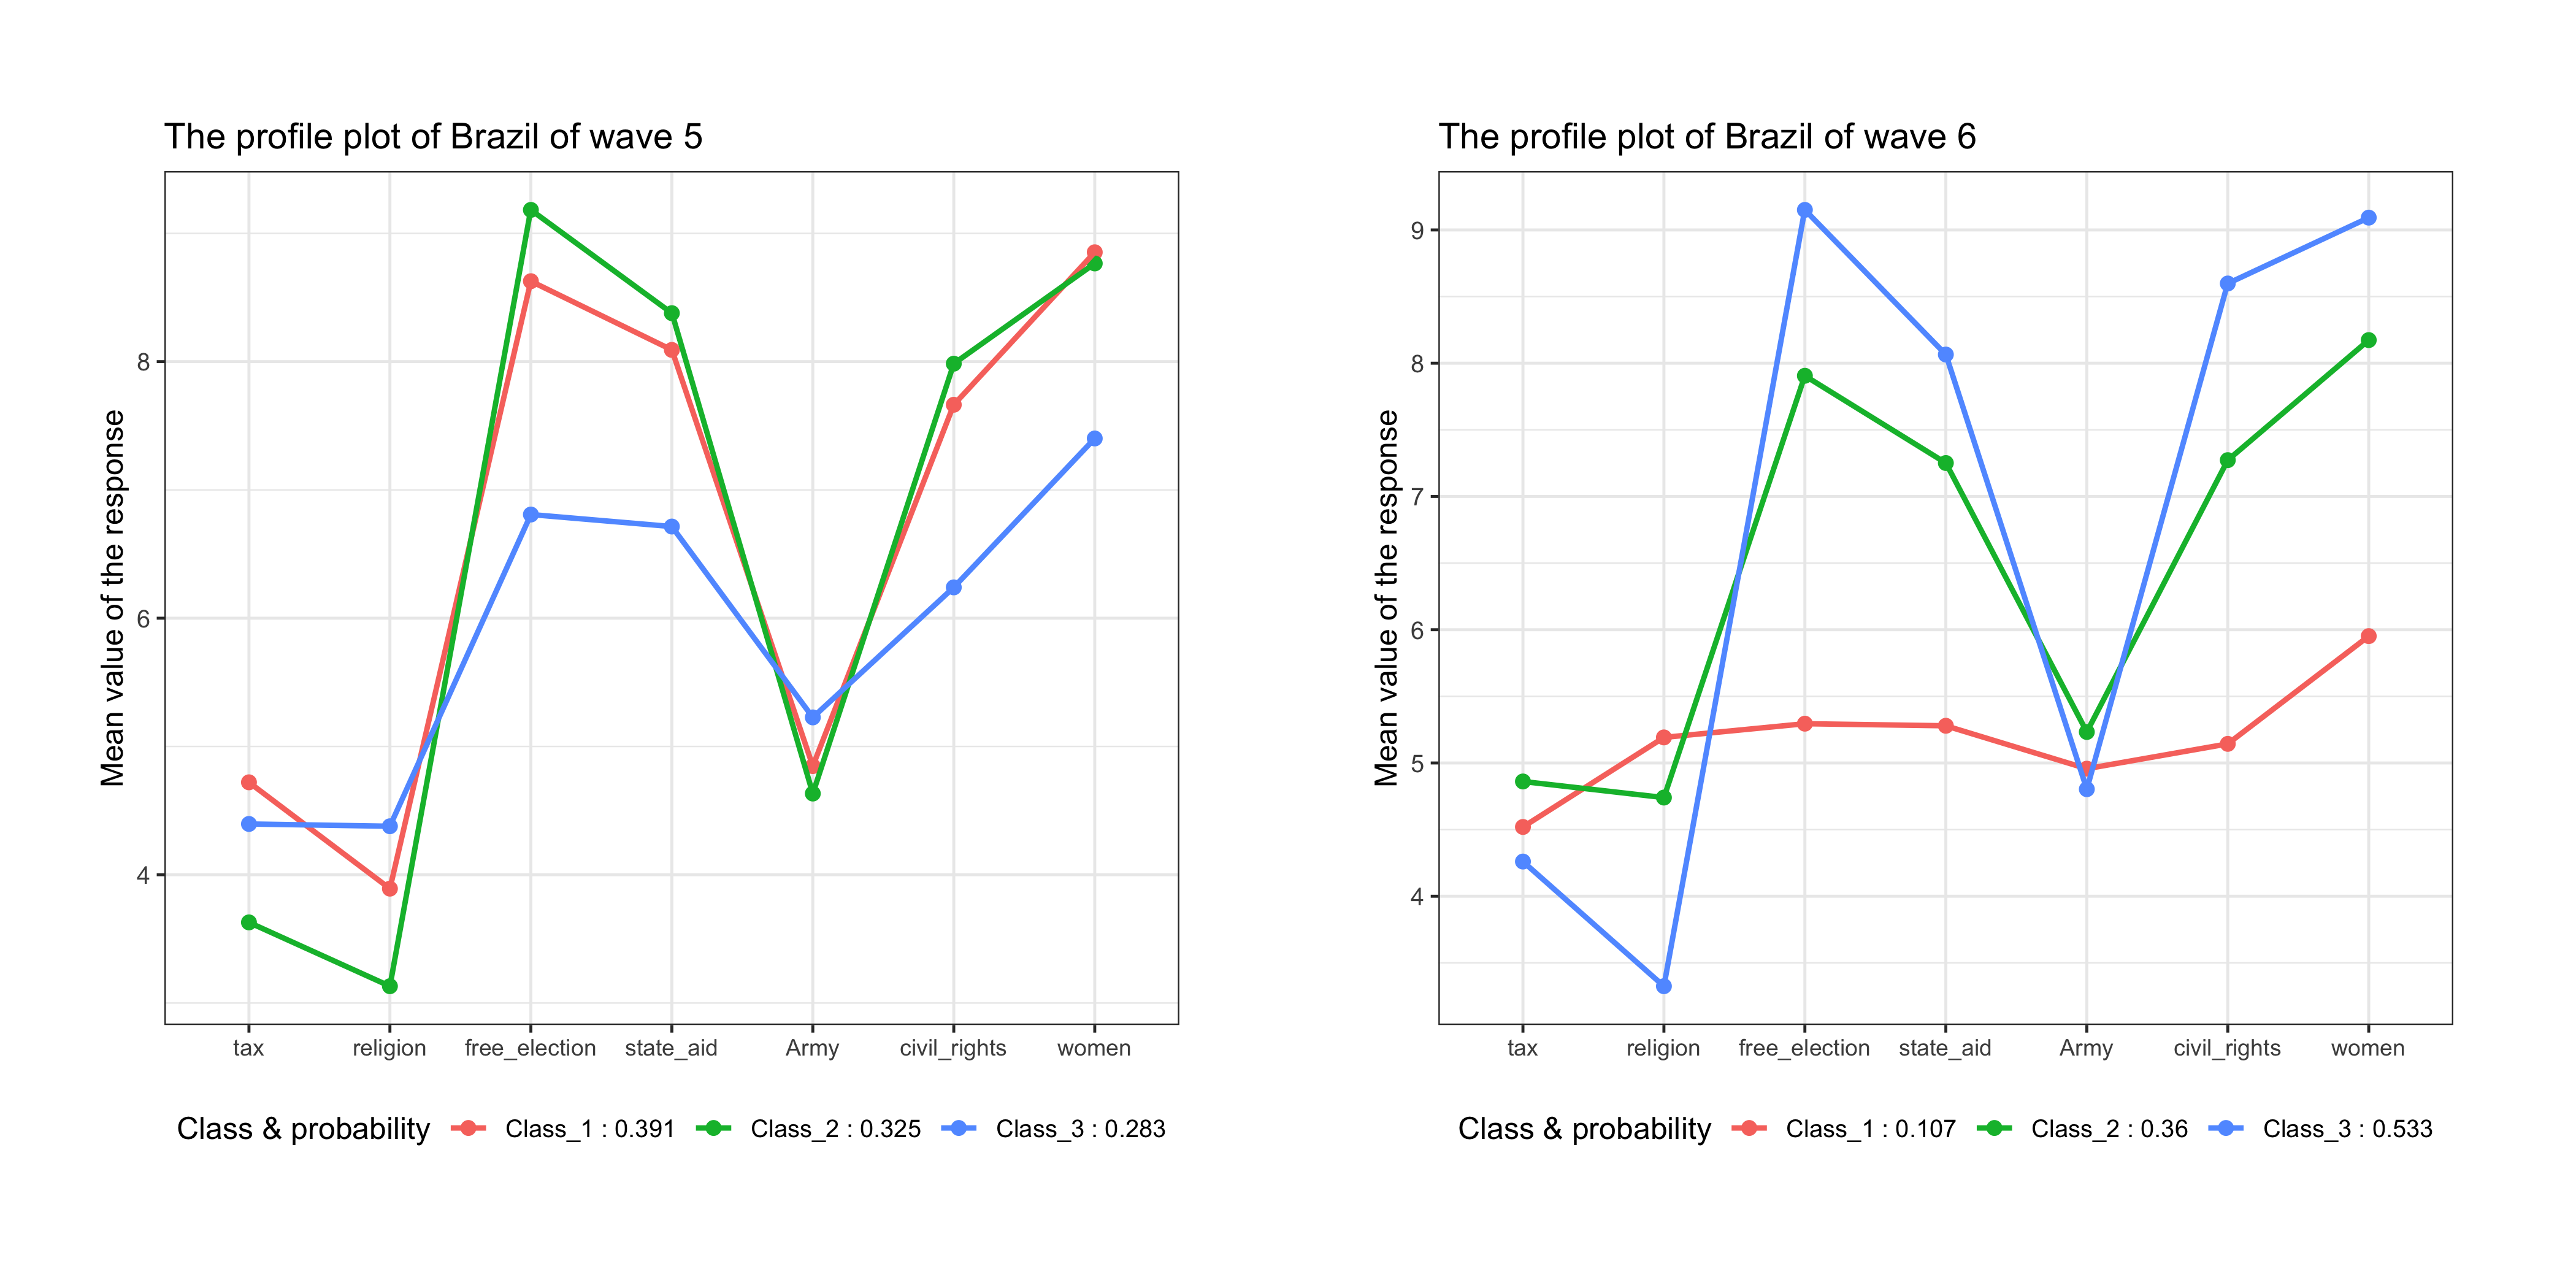 The profile plot of Brazil of wave 5
Mean value of the response
8
6
4
tax religion free_election state_aid Army civil_rights women
Class & probability Class_1 : 0.391 Class_2 : 0.325 Class_3 : 0.283
The profile plot of Brazil of wave 6
Mean value of the response
9
8
7
6
5
4
tax religion free_election state_aid Army civil_rights women
Class & probability Class_1 : 0.107 Class_2 : 0.36 Class_3 : 0.533